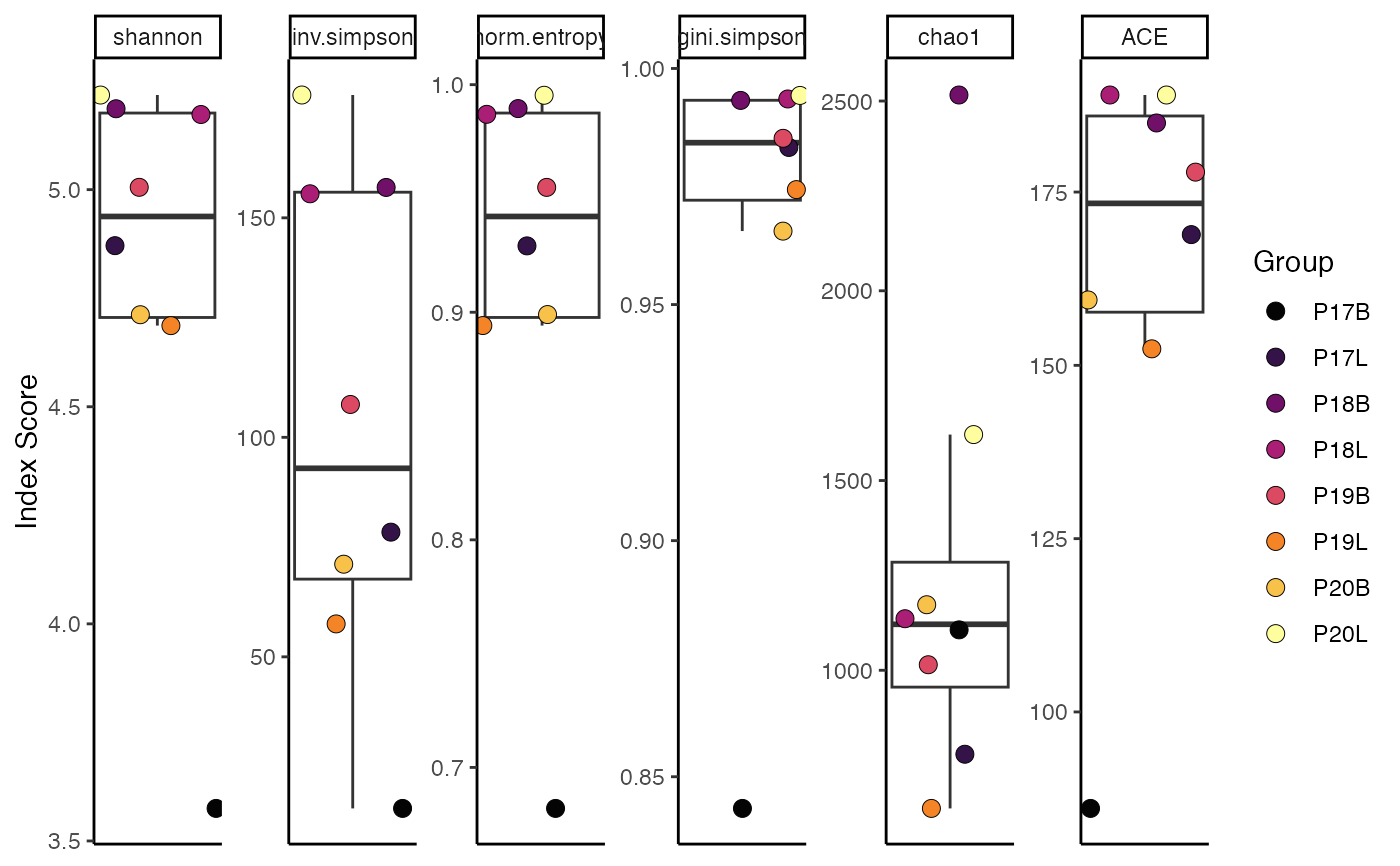 shannon
inv.simpson
norm.entropy
gini.simpson
chao1
ACE
Index Score
5.0
4.5
4.0
3.5
150
100
50
1.0
0.9
0.8
0.7
1.00
0.95
0.90
0.85
2500
2000
1500
1000
175
150
125
100
Group
P17B
P17L
P18B
P18L
P19B
P19L
P20B
P20L